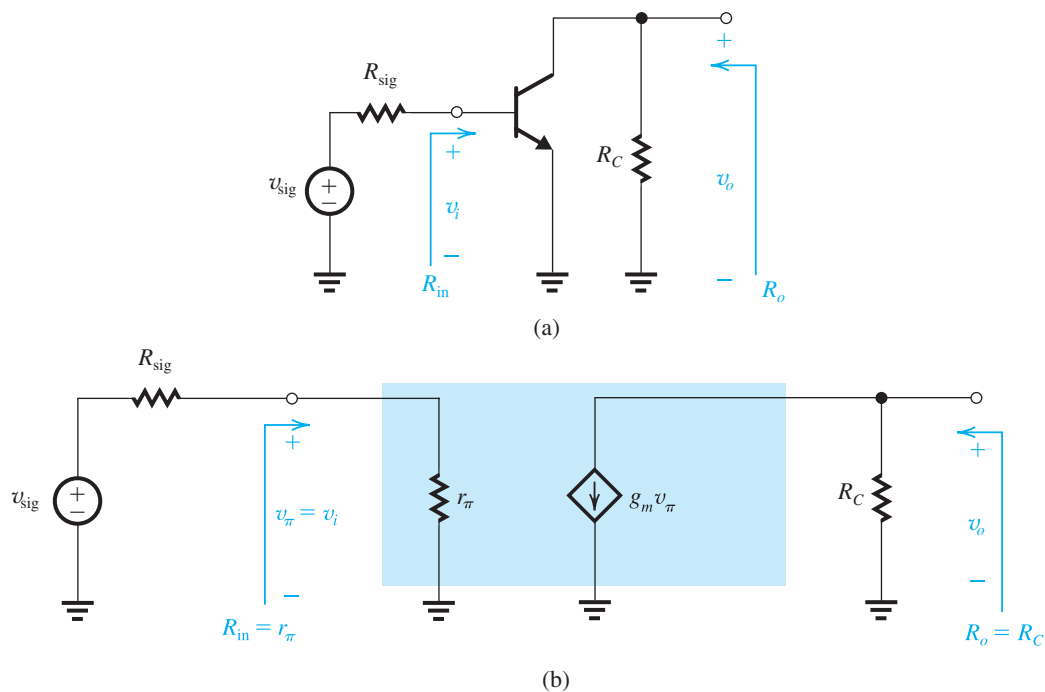 R_sig
v_sig
+
−
+
v_i
−
R_in
R_C
+
v_o
−
R_o
(a)
R_sig
v_sig
+
−
+
v_π = v_i
−
R_in = r_π
r_π
g_m v_π
R_C
+
v_o
−
R_o = R_C
(b)